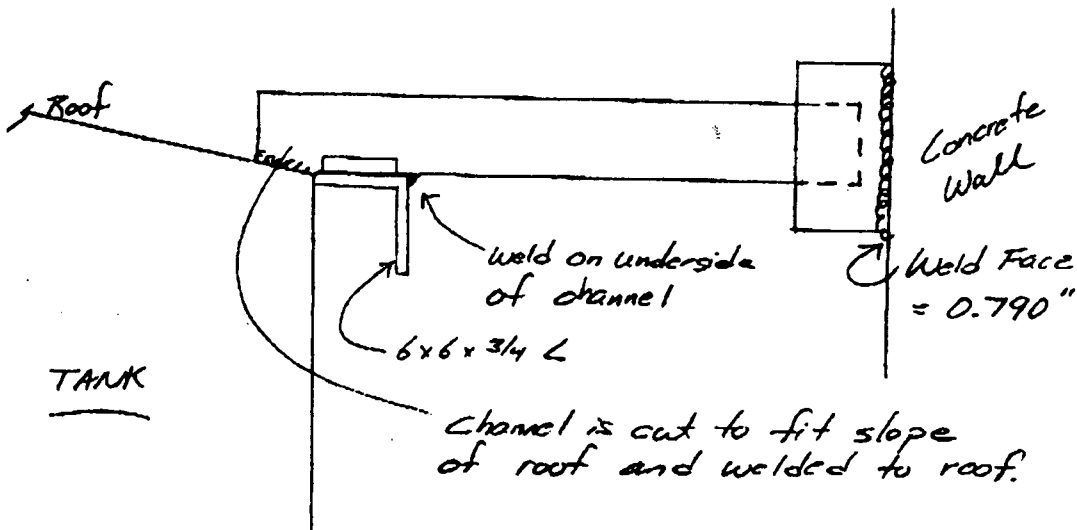 Roof
Concrete
Wall
weld on underside
of channel
Weld Face
= 0.790"
6x6x3/4 L
TANK
Channel is cut to fit slope
of roof and welded to roof.